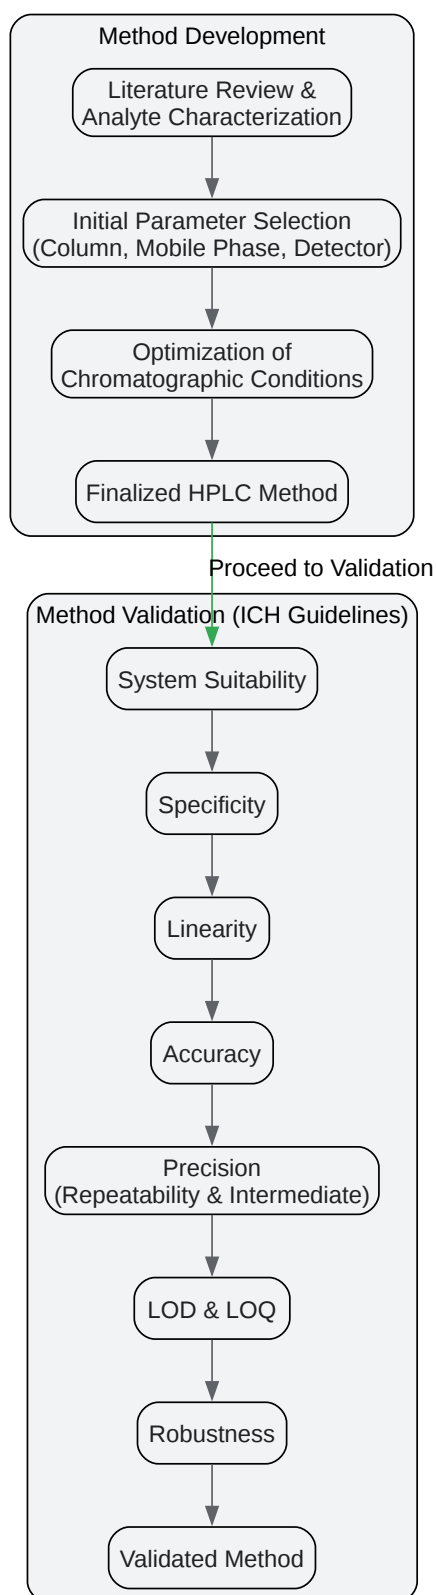 Method Development
Literature Review &
Analyte Characterization
Initial Parameter Selection
(Column, Mobile Phase, Detector)
Optimization of
Chromatographic Conditions
Finalized HPLC Method
Proceed to Validation
Method Validation (ICH Guidelines)
System Suitability
Specificity
Linearity
Accuracy
Precision
(Repeatability & Intermediate)
LOD & LOQ
Robustness
Validated Method